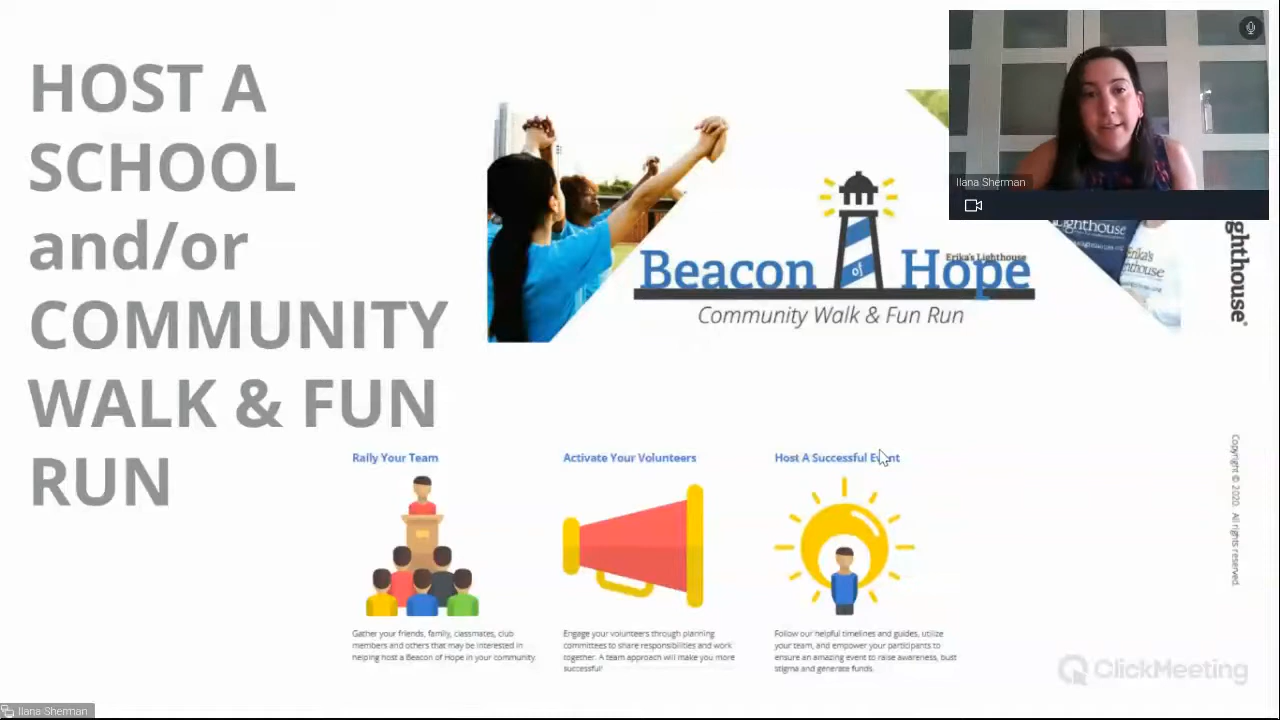 HOST A
SCHOOL
and/or
COMMUNITY
WALK & FUN
RUN
Erika's Lighthouse
Beacon of Hope
Community Walk & Fun Run
Ilana Sherman
lighthouse
Erika's
lighthouse
ghthouse®
Rally Your Team
Gather your friends, family, classmates, club
members and others that may be interested in
helping host a Beacon of Hope in your community.
Activate Your Volunteers
Engage your volunteers through planning
committees to share responsibilities and work
together. A team approach will make you more
successful!
Host A Successful Event
Follow our helpful timelines and guides, utilize
your team, and empower your participants to
ensure an amazing event to raise awareness, bust
stigma and generate funds.
Copyright © 2020. All rights reserved.
ClickMeeting
Ilana Sherman